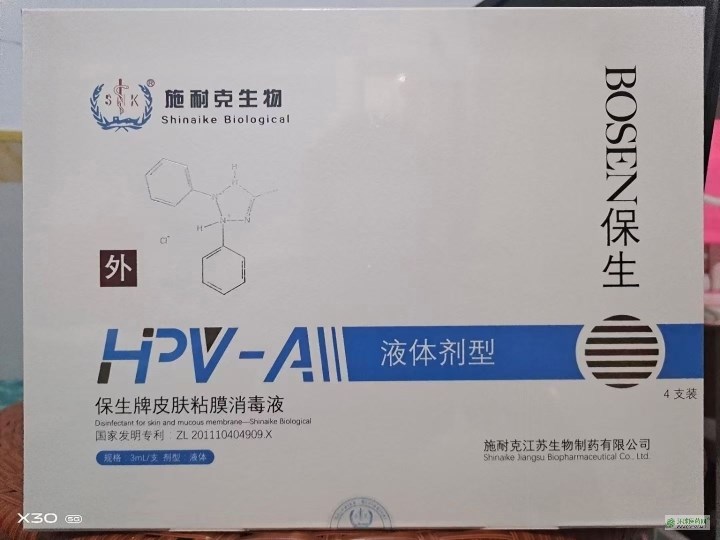 SNK®
施耐克生物
Shinaike Biological
BOSEN保生
H
H
N
N
N⁺
N
H
Cl⁻
外
HPV-A
液体剂型
4支装
保生牌皮肤粘膜消毒液
Disinfectant for skin and mucous membrane—Shinaike Biological
国家发明专利：ZL 201110404909.X
规格：3mL/支 剂型：液体
施耐克江苏生物制药有限公司
Shinaike Jiangsu Biopharmaceutical Co., Ltd.
X30 5G